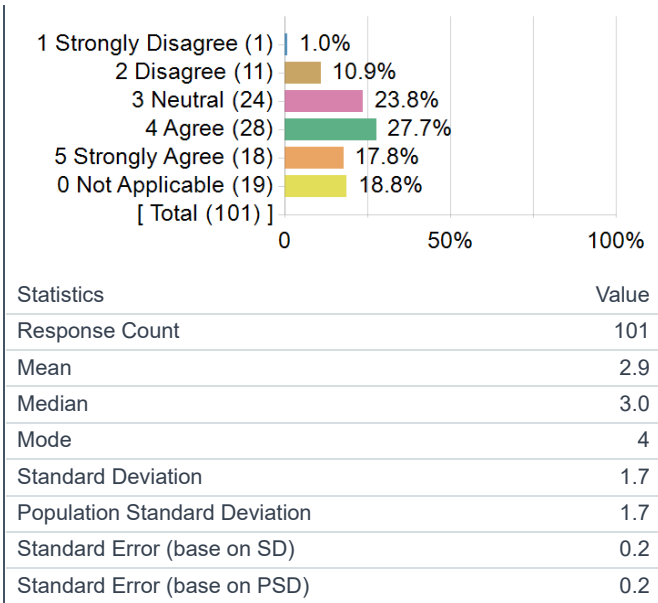 1 Strongly Disagree (1) 1.0%
2 Disagree (11) 10.9%
3 Neutral (24) 23.8%
4 Agree (28) 27.7%
5 Strongly Agree (18) 17.8%
0 Not Applicable (19) 18.8%
[ Total (101) ]
0 50% 100%
Statistics Value
Response Count 101
Mean 2.9
Median 3.0
Mode 4
Standard Deviation 1.7
Population Standard Deviation 1.7
Standard Error (base on SD) 0.2
Standard Error (base on PSD) 0.2